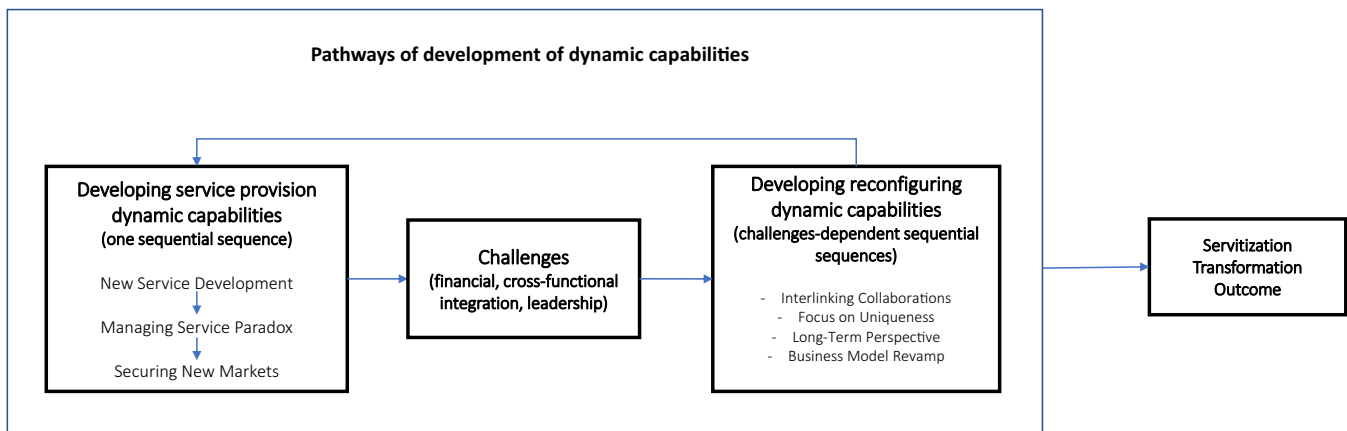 Pathways of development of dynamic capabilities
Developing service provision
dynamic capabilities
(one sequential sequence)
New Service Development
Managing Service Paradox
Securing New Markets
Challenges
(financial, cross-functional
integration, leadership)
Developing reconfiguring
dynamic capabilities
(challenges-dependent sequential
sequences)
- Interlinking Collaborations
- Focus on Uniqueness
- Long-Term Perspective
- Business Model Revamp
Servitization
Transformation
Outcome